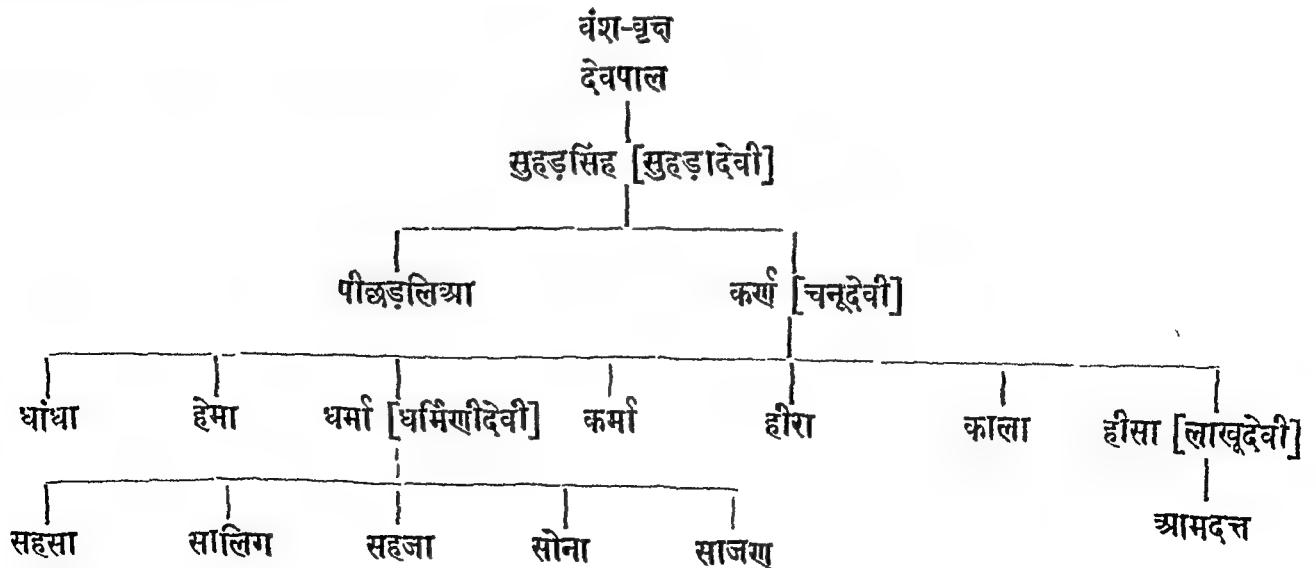 वंश-वृक्ष
देवपाल
सुहड़सिंह [सुहड़ादेवी]
पीछड़लिआ कर्ण [चनूदेवी]
धांधा हेमा धर्मा [धर्मिणीदेवी] कर्मा हीरा काला हीसा [लाखूदेवी]
सहसा सालिग सहजा सोना साजण आमदत्त